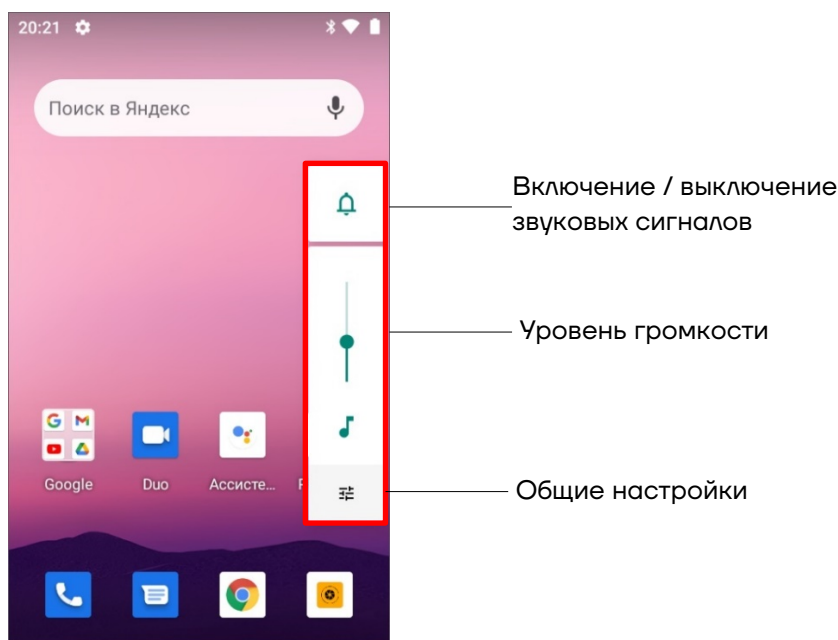 20:21
Поиск в Яндекс
Включение / выключение
звуковых сигналов
Уровень громкости
Google Duo Ассисте...
Общие настройки